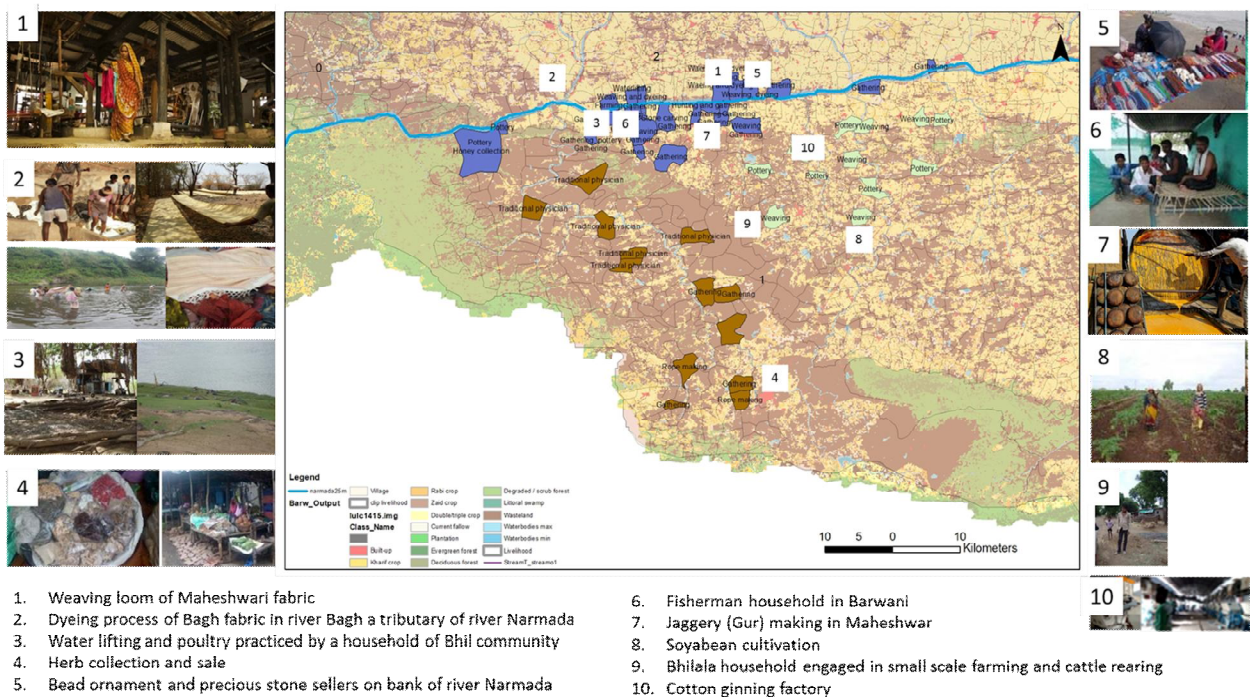 1
2
3
4
0
2
2
1
5
Gathering
Gathering
Weaving and dyeing
Gathering
3
6
7
Weaving
Gathering
Pottery
Pottery
Honey collection
Gathering
10
Pottery
Weaving
Weaving
Pottery
Weaving
Pottery
Pottery
Pottery
Pottery
Traditional physician
Traditional physician
Traditional physician
Traditional physician
Traditional physician
Traditional physician
9
Weaving
Weaving
8
Gathering
Gathering
1
Rope making
4
Gathering
Rope making
Gathering
Legend
narmada25m
Barw_Output
lulc1415.img
Class_Name
Built-up
Kharif crop
Village
clip livelihood
Rabi crop
Zaid crop
Double/triple crop
Current fallow
Plantation
Evergreen forest
Deciduous forest
Degraded / scrub forest
Littoral swamp
Wasteland
Waterbodies max
Waterbodies min
Livelihood
StreamT_streamo1
10 5 0 10
Kilometers
N
5
6
7
8
9
10
1. Weaving loom of Maheshwari fabric
2. Dyeing process of Bagh fabric in river Bagh a tributary of river Narmada
3. Water lifting and poultry practiced by a household of Bhil community
4. Herb collection and sale
5. Bead ornament and precious stone sellers on bank of river Narmada
6. Fisherman household in Barwani
7. Jaggery (Gur) making in Maheshwar
8. Soyabean cultivation
9. Bhilala household engaged in small scale farming and cattle rearing
10. Cotton ginning factory